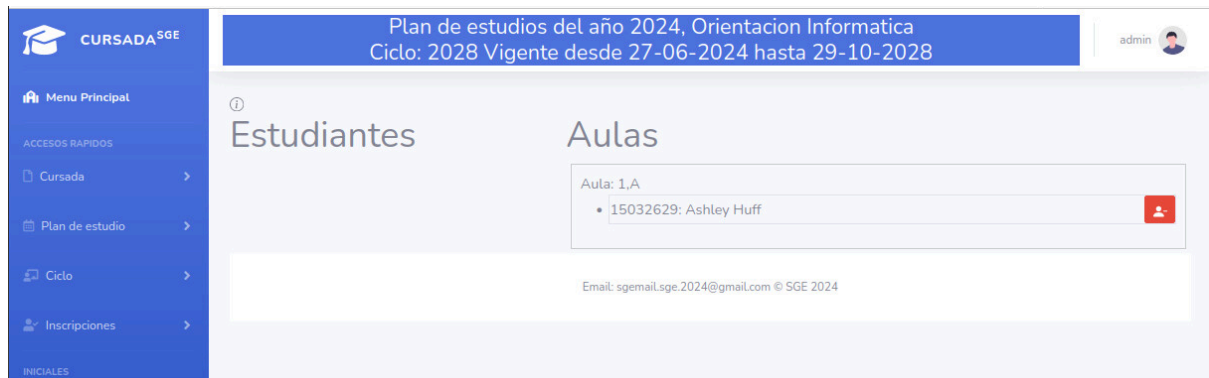 CURSADA SGE
Plan de estudios del año 2024, Orientacion Informatica
Ciclo: 2028 Vigente desde 27-06-2024 hasta 29-10-2028
admin
Menu Principal
ACCESOS RAPIDOS
Cursada
Plan de estudio
Ciclo
Inscripciones
INICIALES
Estudiantes
Aulas
Aula: 1,A
• 15032629: Ashley Huff
Email: sgemail.sge.2024@gmail.com © SGE 2024